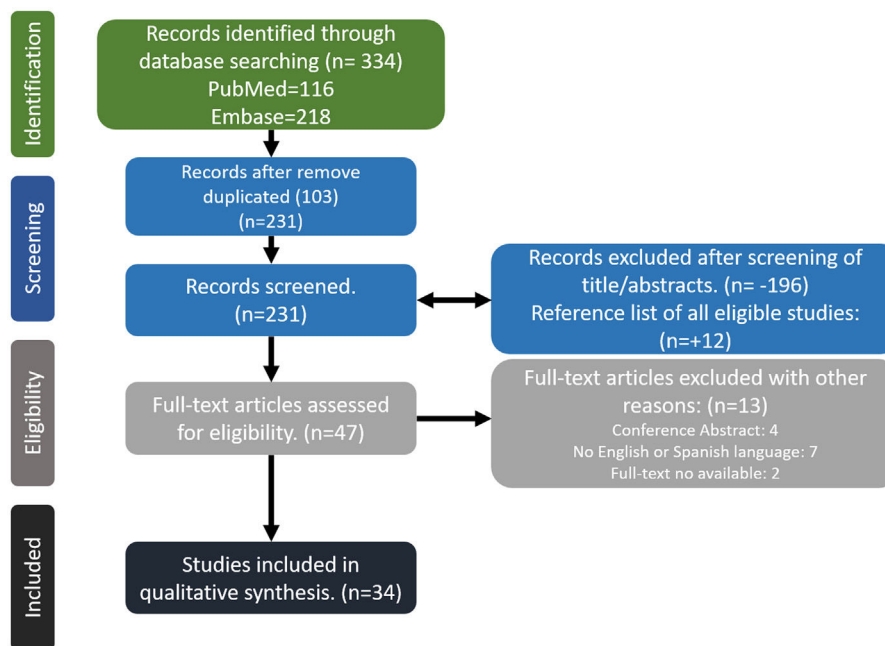 Identification
Records identified through
database searching (n= 334)
PubMed=116
Embase=218
Screening
Records after remove
duplicated (103)
(n=231)
Records screened.
(n=231)
Records excluded after screening of
title/abstracts. (n= -196)
Reference list of all eligible studies:
(n=+12)
Eligibility
Full-text articles assessed
for eligibility. (n=47)
Full-text articles excluded with other
reasons: (n=13)
Conference Abstract: 4
No English or Spanish language: 7
Full-text no available: 2
Included
Studies included in
qualitative synthesis. (n=34)